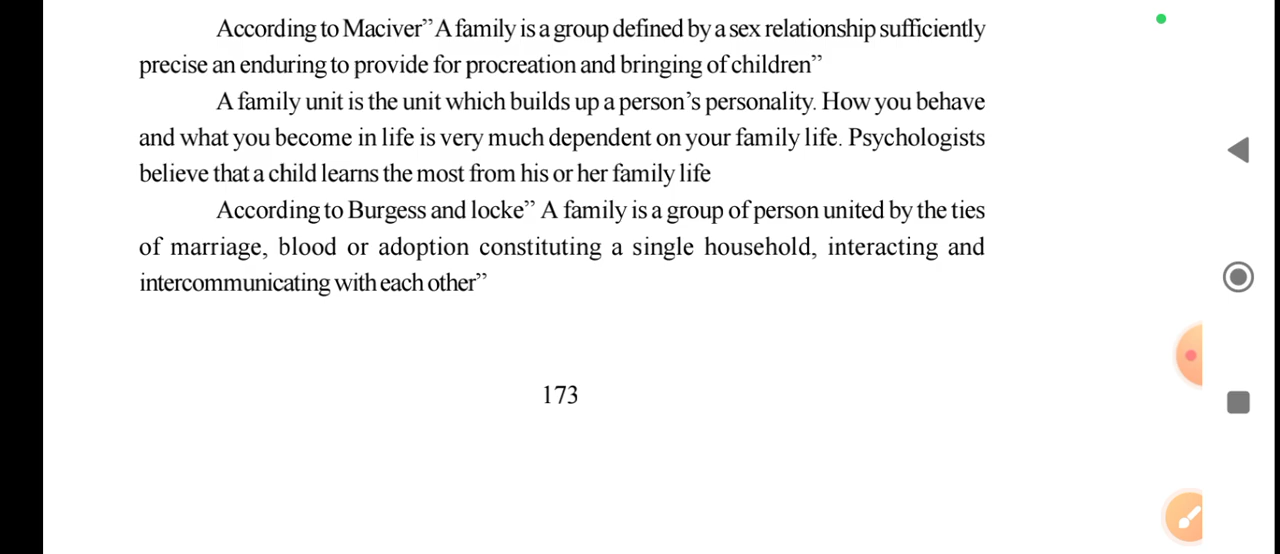 According to Maciver” A family is a group defined by a sex relationship sufficiently
precise an enduring to provide for procreation and bringing of children”
A family unit is the unit which builds up a person’s personality. How you behave
and what you become in life is very much dependent on your family life. Psychologists
believe that a child learns the most from his or her family life
According to Burgess and locke” A family is a group of person united by the ties
of marriage, blood or adoption constituting a single household, interacting and
intercommunicating with each other”
173